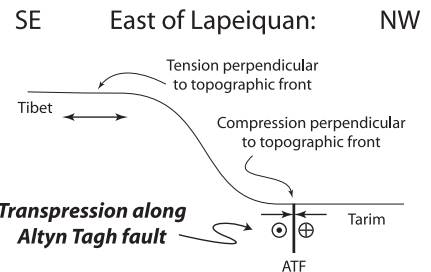 SE East of Lapeiquan: NW
Tension perpendicular
to topographic front
Tibet
Compression perpendicular
to topographic front
Transpression along
Altyn Tagh fault
Tarim
ATF